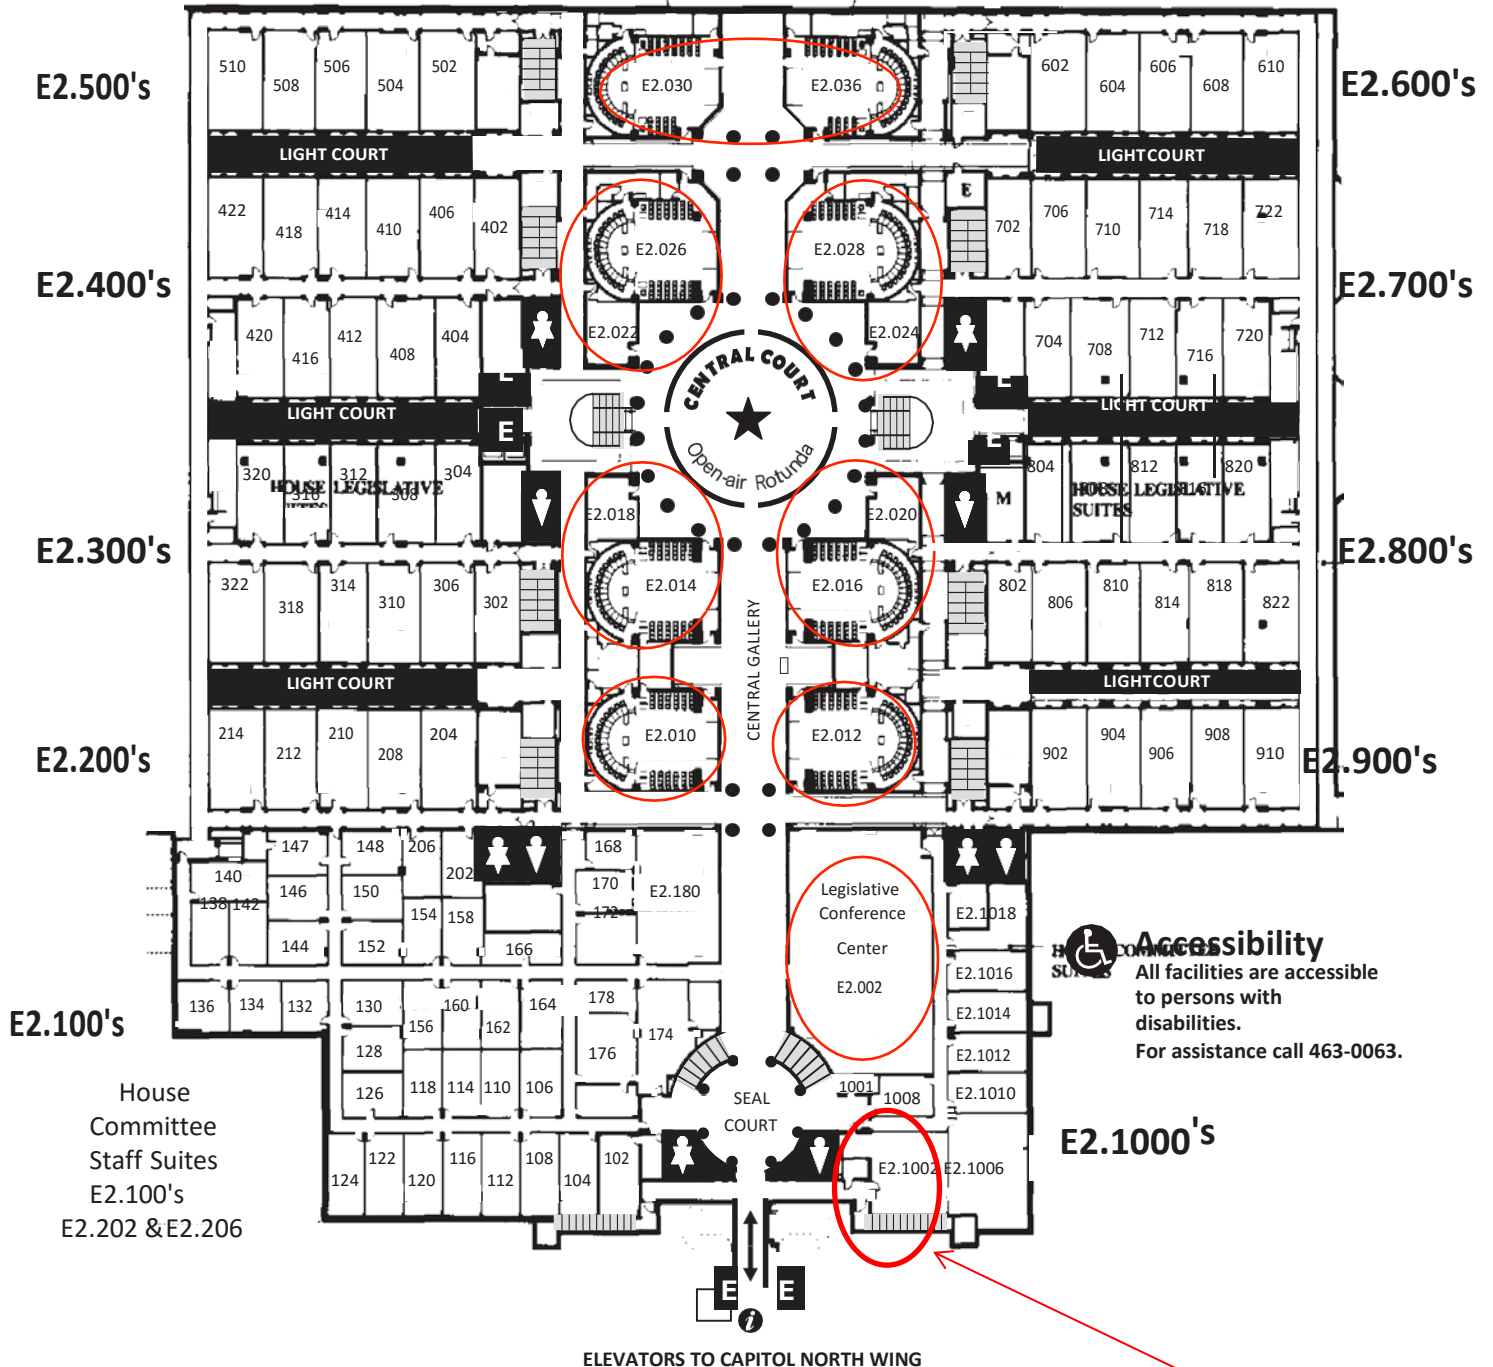 510
508
506
504
502
E2.030
E2.036
602
604
606
608
610
E2.500's
E2.600's
LIGHT COURT
LIGHTCOURT
422
418
414
410
406
402
E2.026
E2.028
E
702
706
710
714
718
722
E2.400's
E2.700's
420
416
412
408
404
E2.022
E2.024
704
708
712
716
720
CENTRAL COURT
Open-air Rotunda
LIGHT COURT
LIGHT COURT
E
320
316
312
308
304
HOUSE LEGISLATIVE
E2.018
E2.020
M
804
812
816
820
HOUSE LEGISLATIVE
SUITES
E2.300's
E2.800's
322
318
314
310
306
302
E2.014
E2.016
802
806
810
814
818
822
CENTRAL GALLERY
LIGHT COURT
LIGHTCOURT
214
212
210
208
204
E2.010
E2.012
902
904
906
908
910
E2.200's
E2.900's
147
148
206
202
168
140
146
150
170
E2.180
138
142
154
158
172
144
152
166
Legislative
Conference
Center
E2.002
E2.1018
E2.1016
E2.1014
E2.1012
E2.1010
COMMITTEE
Accessibility
All facilities are accessible
to persons with
disabilities.
For assistance call 463-0063.
136
134
132
130
156
160
162
164
178
174
176
E2.100's
128
126
118
114
110
106
SEAL
COURT
1001
1008
124
122
120
116
112
108
104
102
E2.1002
E2.1006
E2.1000's
House
Committee
Staff Suites
E2.100's
E2.202 &E2.206
E
E
i
ELEVATORS TO CAPITOL NORTH WING